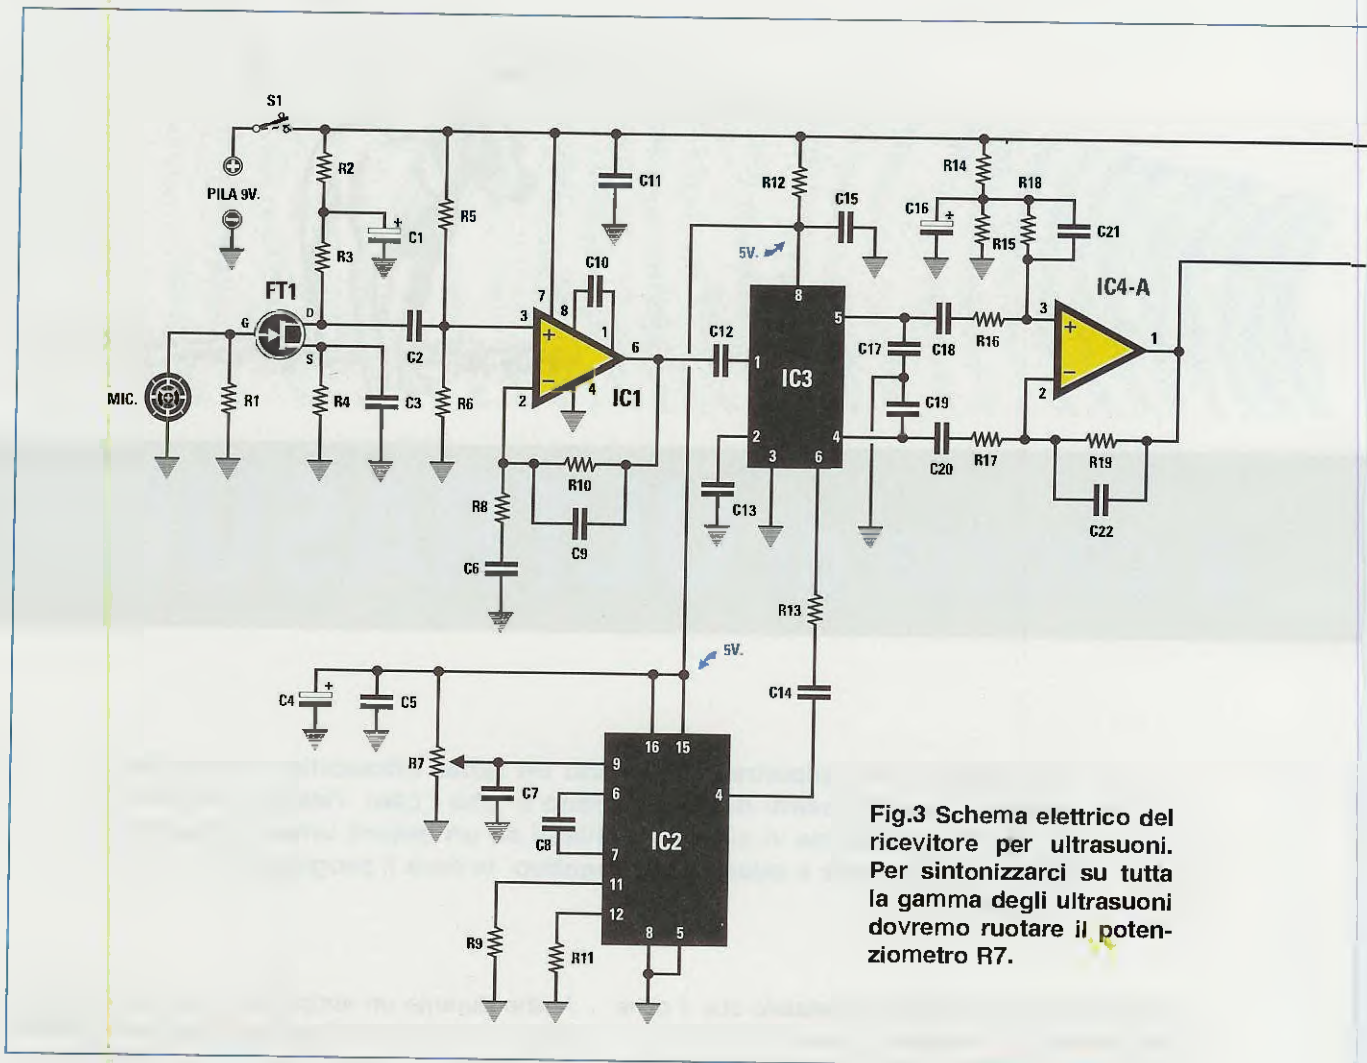 S1
PILA 9V.
R2
C1
R3
FT1
G
D
S
MIC.
R1
R4
C3
C2
R5
R6
7
3
8
C10
1
6
2
4
IC1
C11
R10
C9
R8
C6
R12
C15
5V.
C12
8
5
1
IC3
2
4
3
6
C13
C17
C19
C18
R16
C20
R17
R14
R18
C16
R15
C21
IC4-A
3
1
2
R19
C22
R13
C14
5V.
C4
C5
R7
C7
C8
16
15
9
6
4
7
IC2
11
12
8
5
R9
R11
Fig.3 Schema elettrico del
ricevitore per ultrasuoni.
Per sintonizzarci su tutta
la gamma degli ultrasuoni
dovremo ruotare il poten-
ziometro R7.